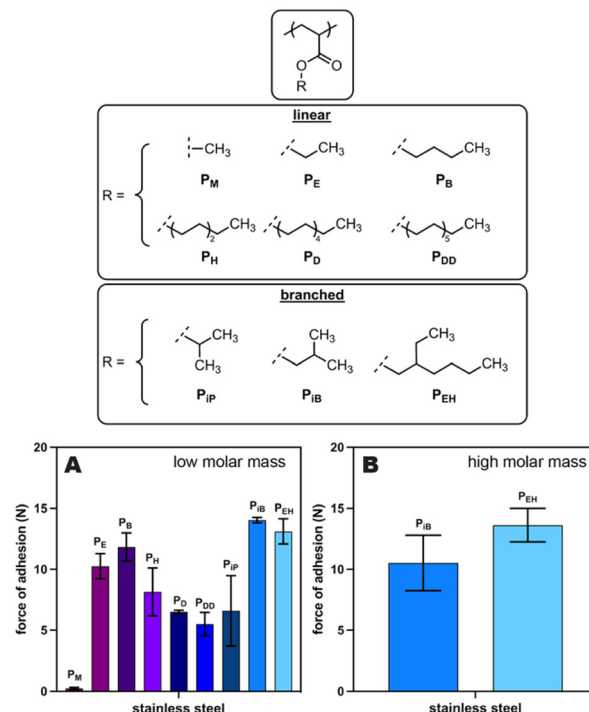 O O
R
linear
R =
CH3
CH3
CH3
PM
PE
PB
2 CH3
4 CH3
5 CH3
PH
PD
PDD
branched
R =
CH3
CH3
CH3
CH3
CH3
CH3
PiP
PiB
PEH
A low molar mass
force of adhesion (N)
20
15
10
5
0
PM
PE
PB
PH
PD
PDD
PiP
PiB
PEH
stainless steel
B high molar mass
force of adhesion (N)
20
15
10
5
0
PiB
PEH
stainless steel